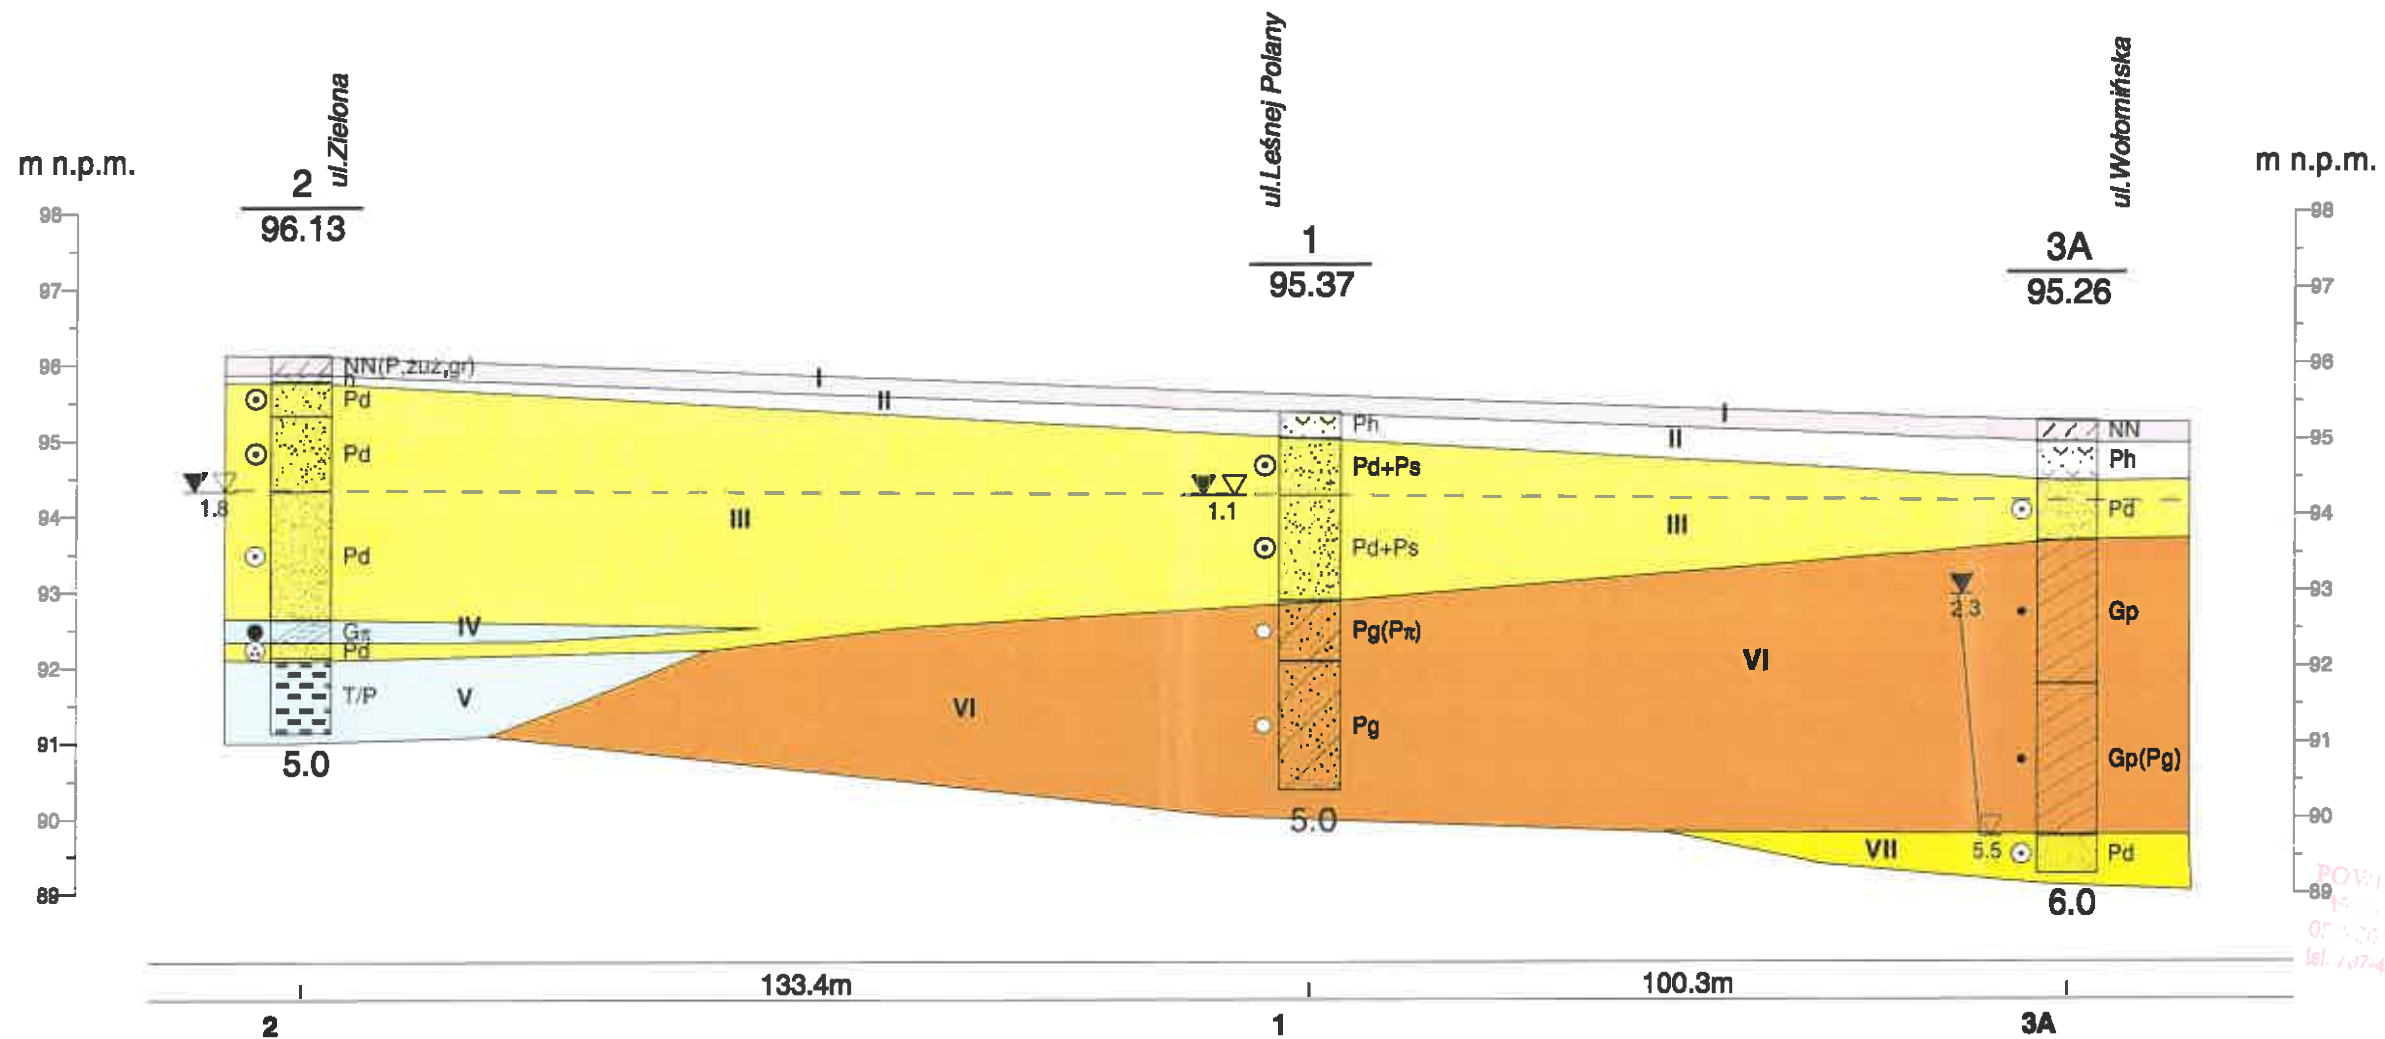 ul.Zielona
ul.Leśnej Polany
ul.Wołomińska
m n.p.m.
m n.p.m.
2
96.13
1
95.37
3A
95.26
98
97
96
95
94
93
92
91
90
89
98
97
96
95
94
93
92
91
90
89
NN(P,żuż,gr)
h
Pd
Pd
1.8
Pd
Gπ
Pd
T/P
5.0
I
II
III
IV
V
VI
Ph
Pd+Ps
1.1
Pd+Ps
Pg(Pπ)
Pg
5.0
I
II
III
VI
VII
NN
Ph
Pd
2.3
Gp
Gp(Pg)
5.5
Pd
6.0
133.4m
100.3m
2
1
3A